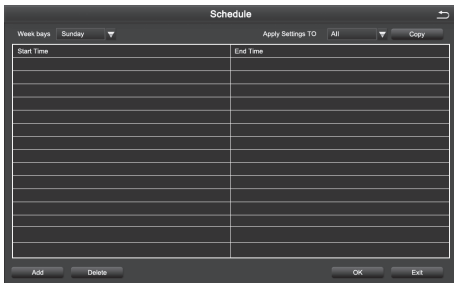 Schedule
Week bays Sunday Apply Settings TO All Copy
Start Time End Time
Add Delete OK Exit